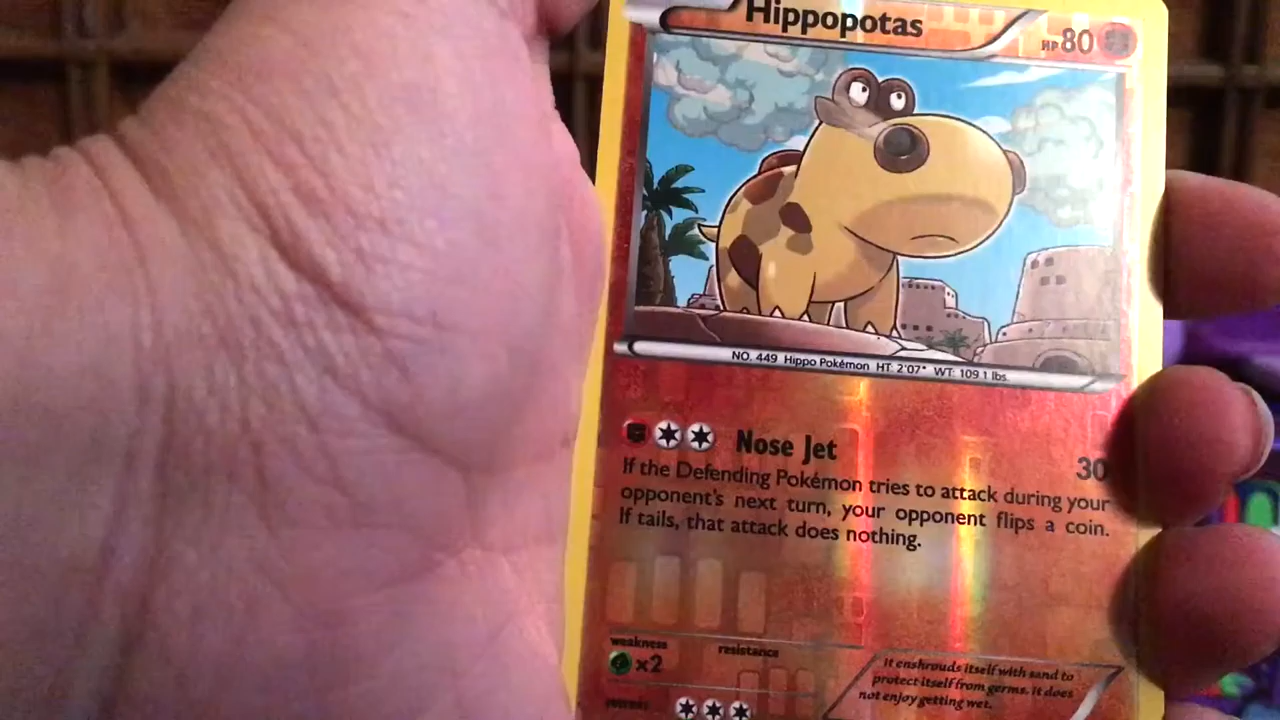 Hippopotas
HP80
NO. 449 Hippo Pokémon HT: 2'07" WT: 109.1 lbs.
Nose Jet 30
If the Defending Pokémon tries to attack during your
opponent's next turn, your opponent flips a coin.
If tails, that attack does nothing.
weakness
resistance
×2
It enshrouds itself with sand to
protect itself from germs. It does
not enjoy getting wet.